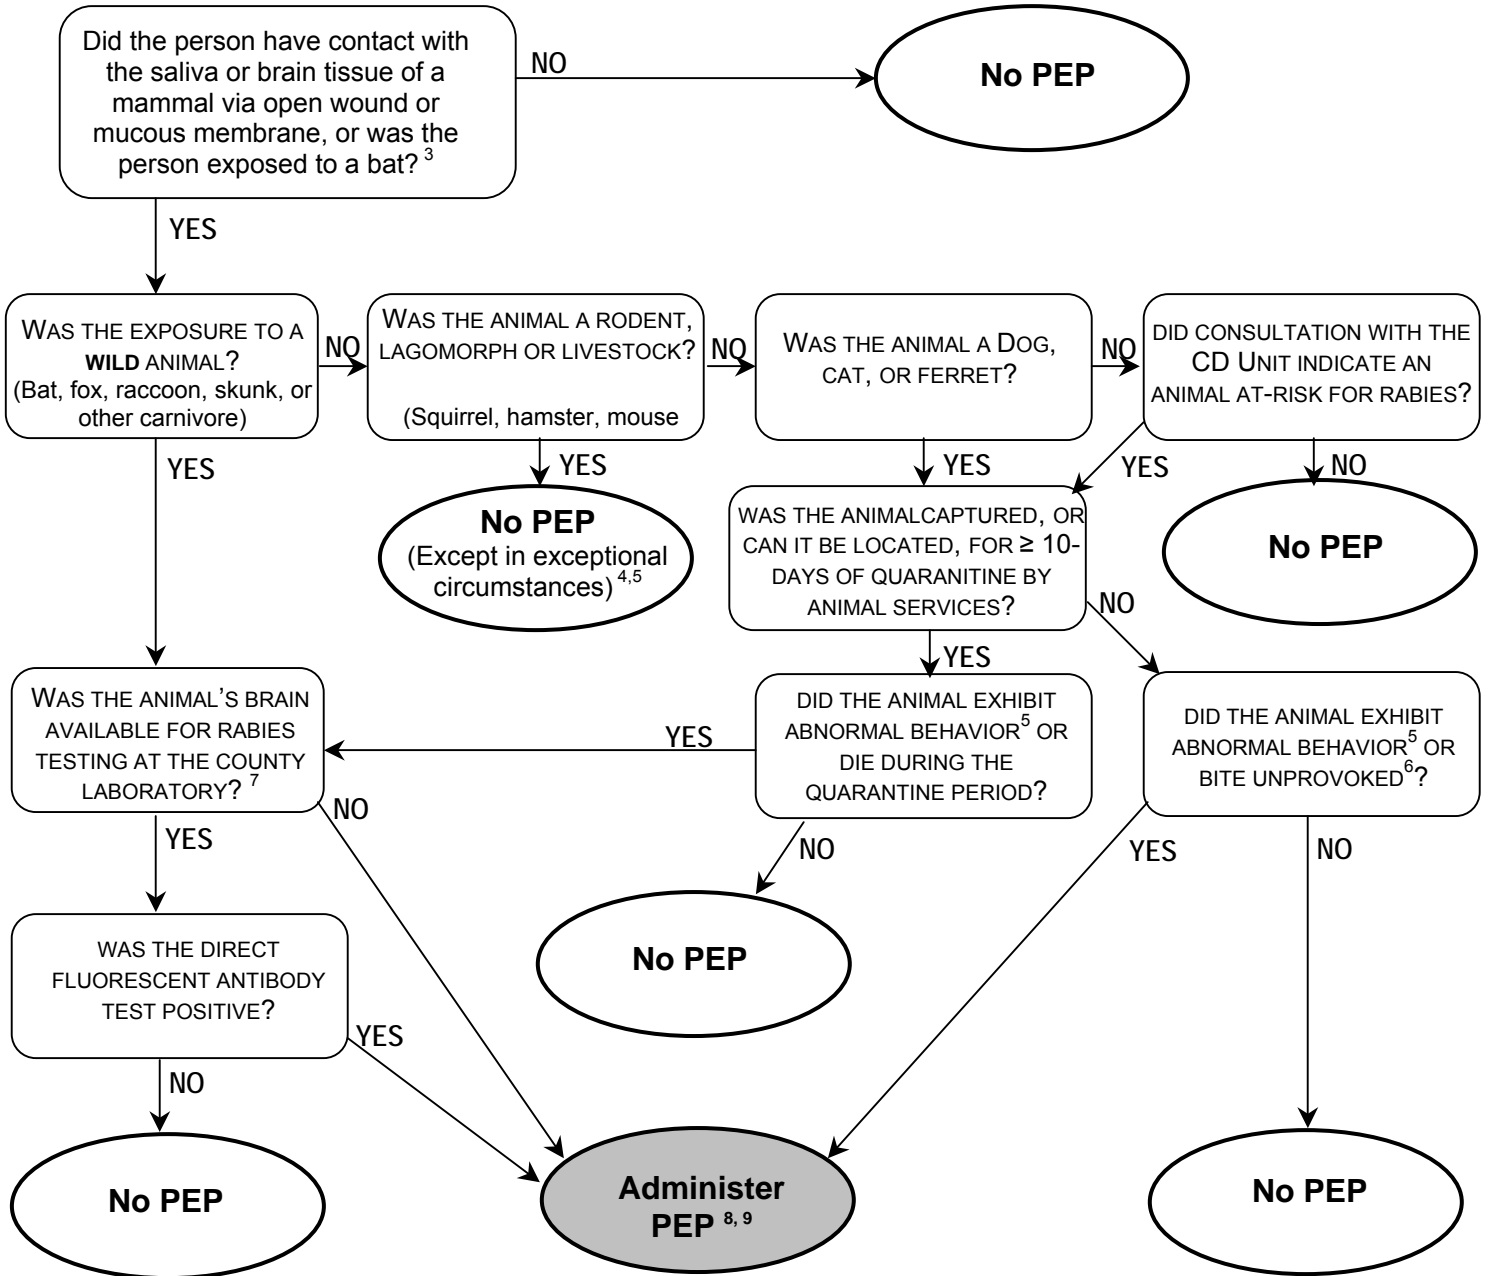 Did the person have contact with
the saliva or brain tissue of a
mammal via open wound or
mucous membrane, or was the
person exposed to a bat? 3
NO
No PEP
YES
WAS THE EXPOSURE TO A
WILD ANIMAL?
(Bat, fox, raccoon, skunk, or
other carnivore)
NO
WAS THE ANIMAL A RODENT,
LAGOMORPH OR LIVESTOCK?
(Squirrel, hamster, mouse
NO
WAS THE ANIMAL A DOG,
CAT, OR FERRET?
NO
DID CONSULTATION WITH THE
CD UNIT INDICATE AN
ANIMAL AT-RISK FOR RABIES?
YES
YES
YES
YES
NO
No PEP
(Except in exceptional
circumstances) 4,5
WAS THE ANIMALCAPTURED, OR
CAN IT BE LOCATED, FOR ≥ 10-
DAYS OF QUARANITINE BY
ANIMAL SERVICES?
No PEP
NO
YES
WAS THE ANIMAL'S BRAIN
AVAILABLE FOR RABIES
TESTING AT THE COUNTY
LABORATORY? 7
YES
DID THE ANIMAL EXHIBIT
ABNORMAL BEHAVIOR5 OR
DIE DURING THE
QUARANTINE PERIOD?
DID THE ANIMAL EXHIBIT
ABNORMAL BEHAVIOR5 OR
BITE UNPROVOKED6?
NO
YES
NO
YES
NO
WAS THE DIRECT
FLUORESCENT ANTIBODY
TEST POSITIVE?
No PEP
YES
NO
No PEP
Administer
PEP 8, 9
No PEP